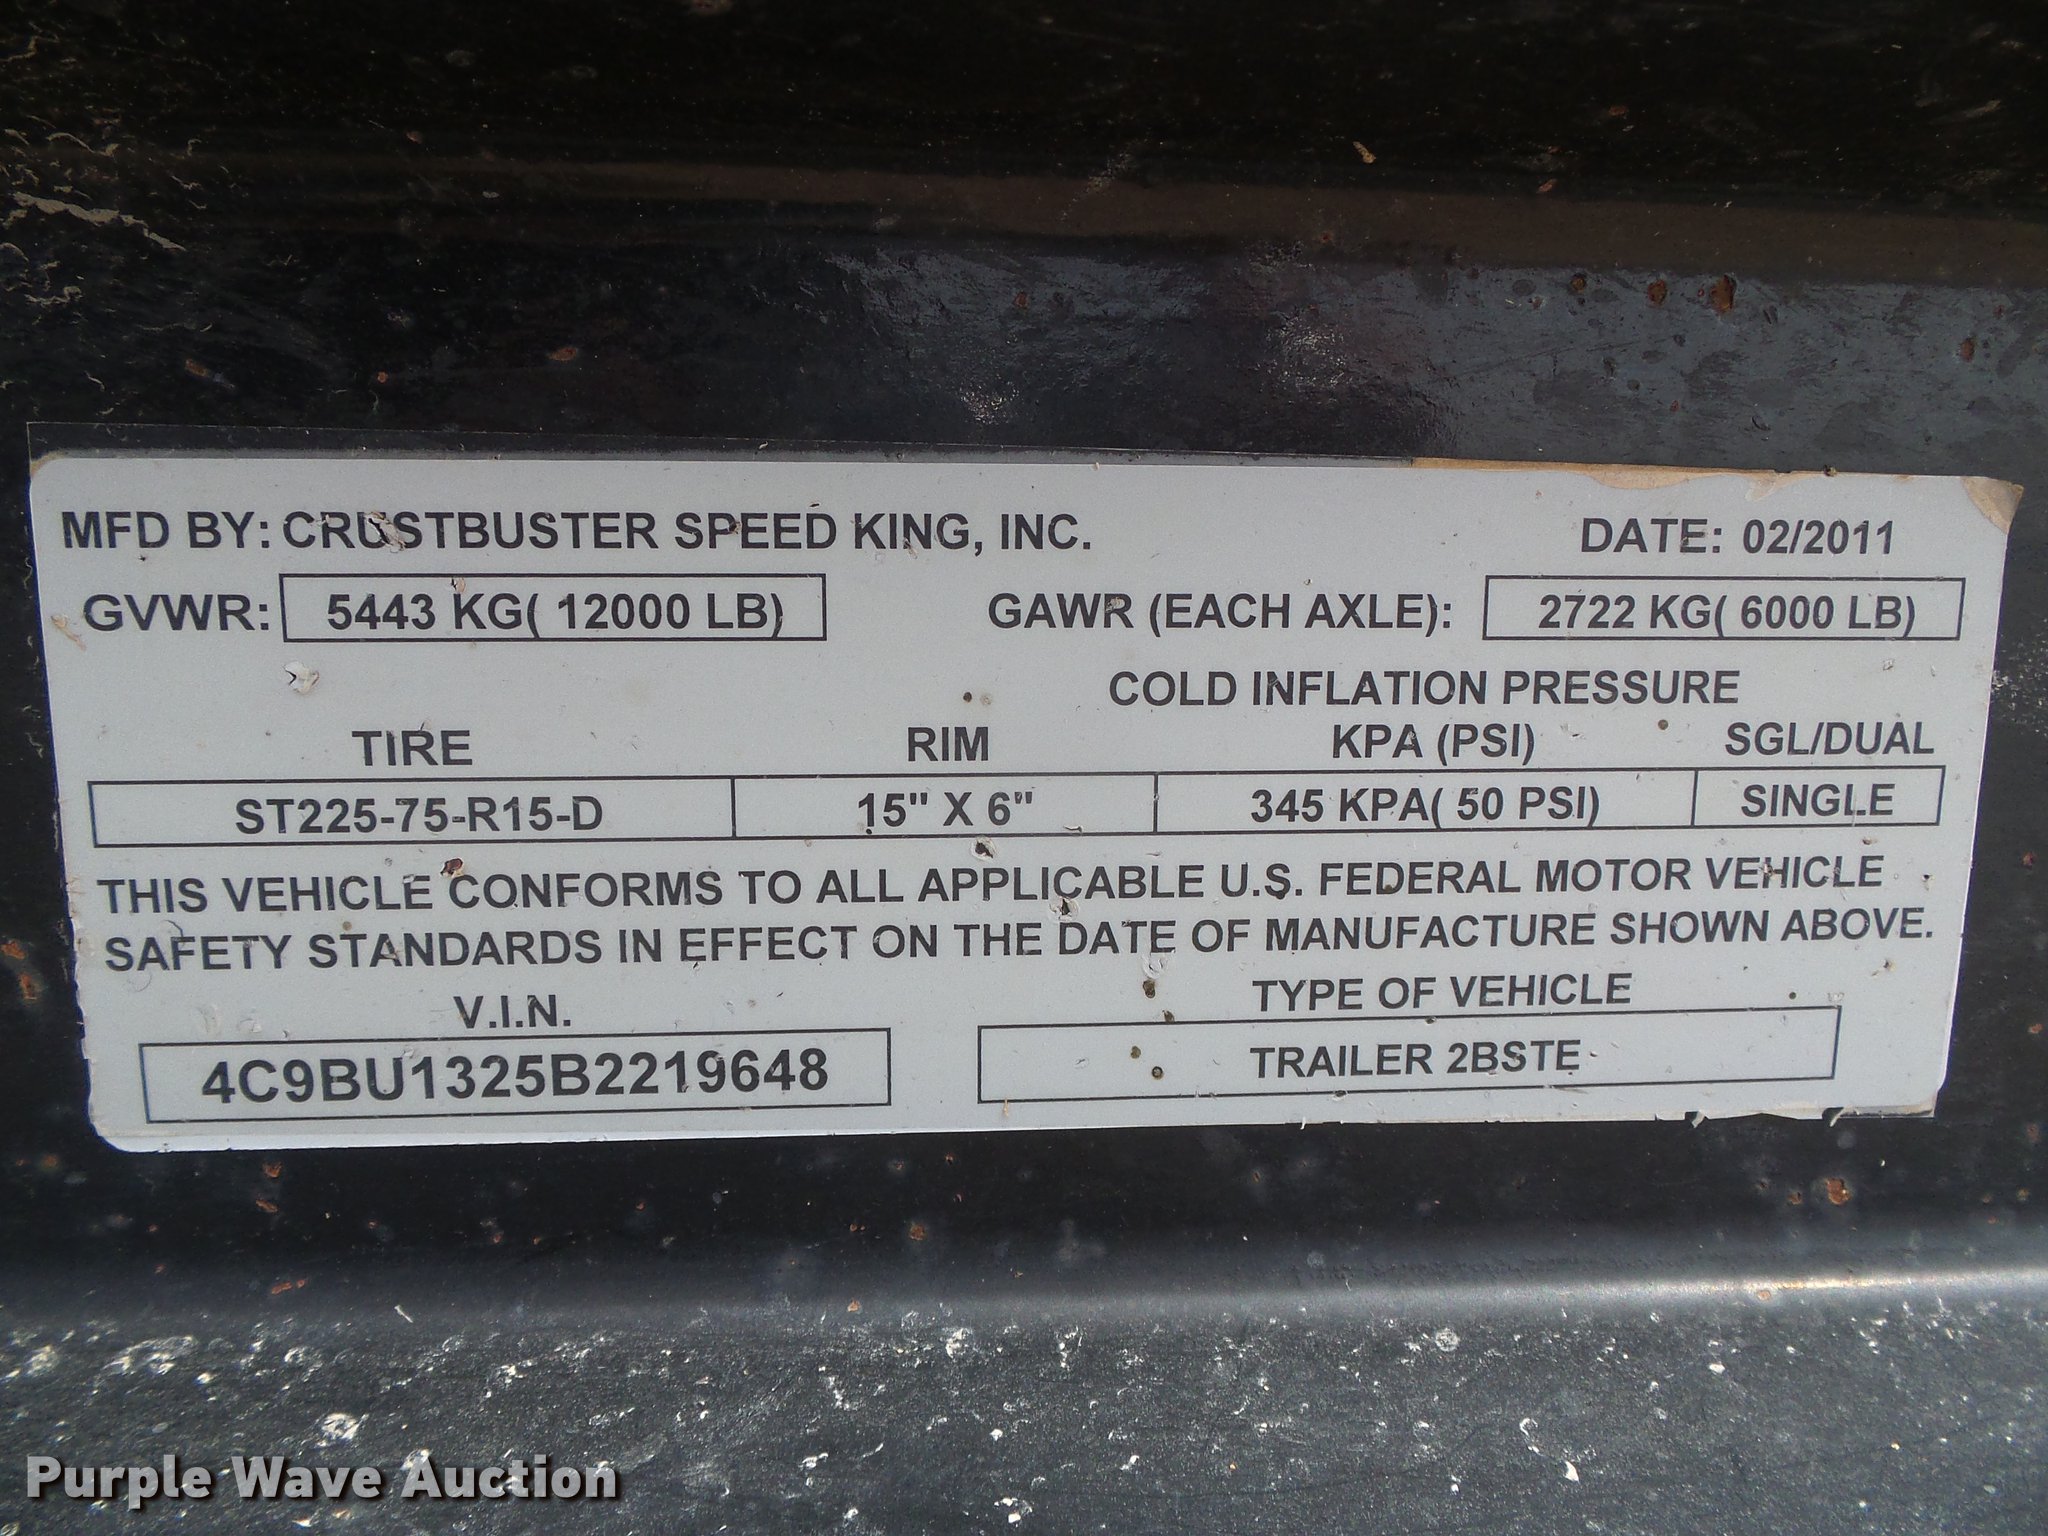 MFD BY: CRUSTBUSTER SPEED KING, INC. DATE: 02/2011
GVWR: 5443 KG( 12000 LB) GAWR (EACH AXLE): 2722 KG( 6000 LB)
COLD INFLATION PRESSURE
TIRE RIM KPA (PSI) SGL/DUAL
ST225-75-R15-D 15" X 6" 345 KPA( 50 PSI) SINGLE
THIS VEHICLE CONFORMS TO ALL APPLICABLE U.S. FEDERAL MOTOR VEHICLE
SAFETY STANDARDS IN EFFECT ON THE DATE OF MANUFACTURE SHOWN ABOVE.
V.I.N. TYPE OF VEHICLE
4C9BU1325B2219648 TRAILER 2BSTE
Purple Wave Auction